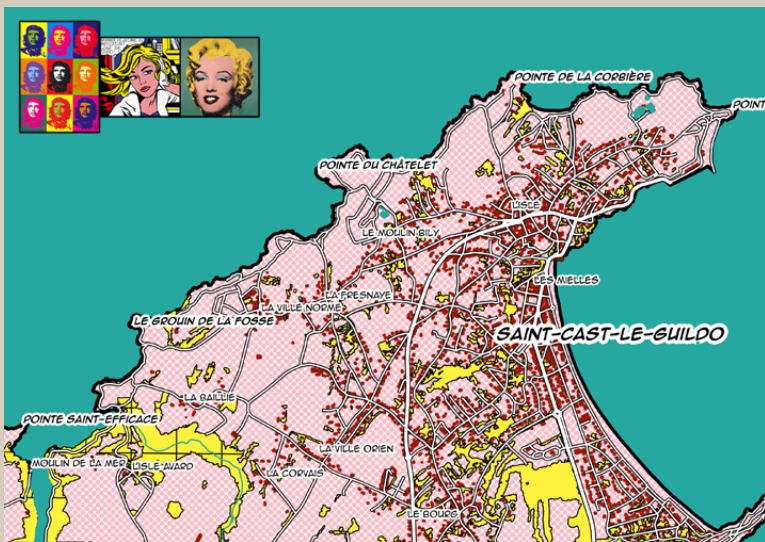 POINTE DE LA CORBIÈRE
POINT
POINTE DU CHÂTELET
L'ISLE
LE MOULIN BILY
LES MIELLES
LA FRESNAYE
LA VILLE NORME
LE GROUIN DE LA FOSSE
SAINT-CAST-LE-GUILDO
LA BAILLIE
POINTE SAINT-EFFICACE
LA VILLE ORIEN
MOULIN DE LA MER
L'ISLE AVARD
LA CORVAIS
LE BOURG